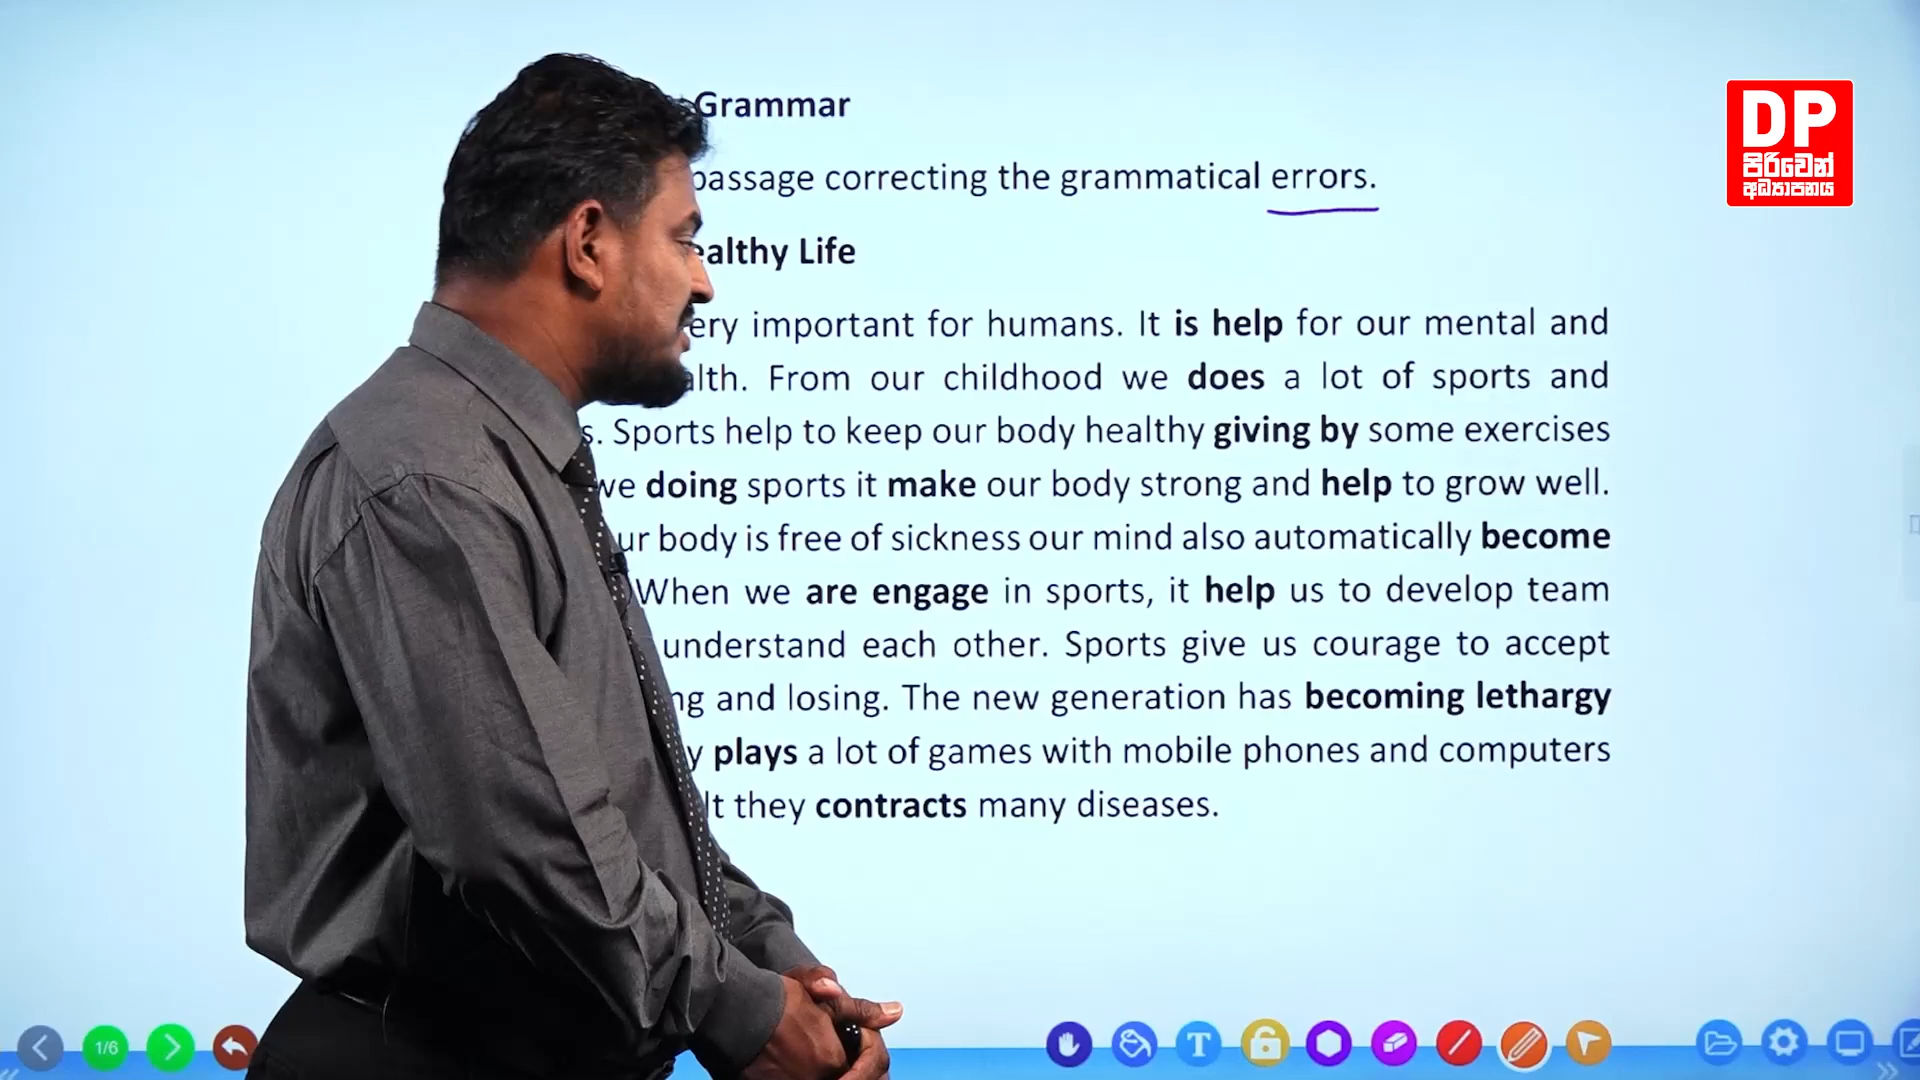 Grammar
passage correcting the grammatical errors.
Life
important for humans. It is help for our mental and
From our childhood we does a lot of sports and
Sports help to keep our body healthy giving by some exercises
we doing sports it make our body strong and help to grow well.
body is free of sickness our mind also automatically become
When we are engage in sports, it help us to develop team
understand each other. Sports give us courage to accept
and losing. The new generation has becoming lethargy
plays a lot of games with mobile phones and computers
they contracts many diseases.
DP
පිරිවෙන්
අධ්‍යාපනය
1/6
T